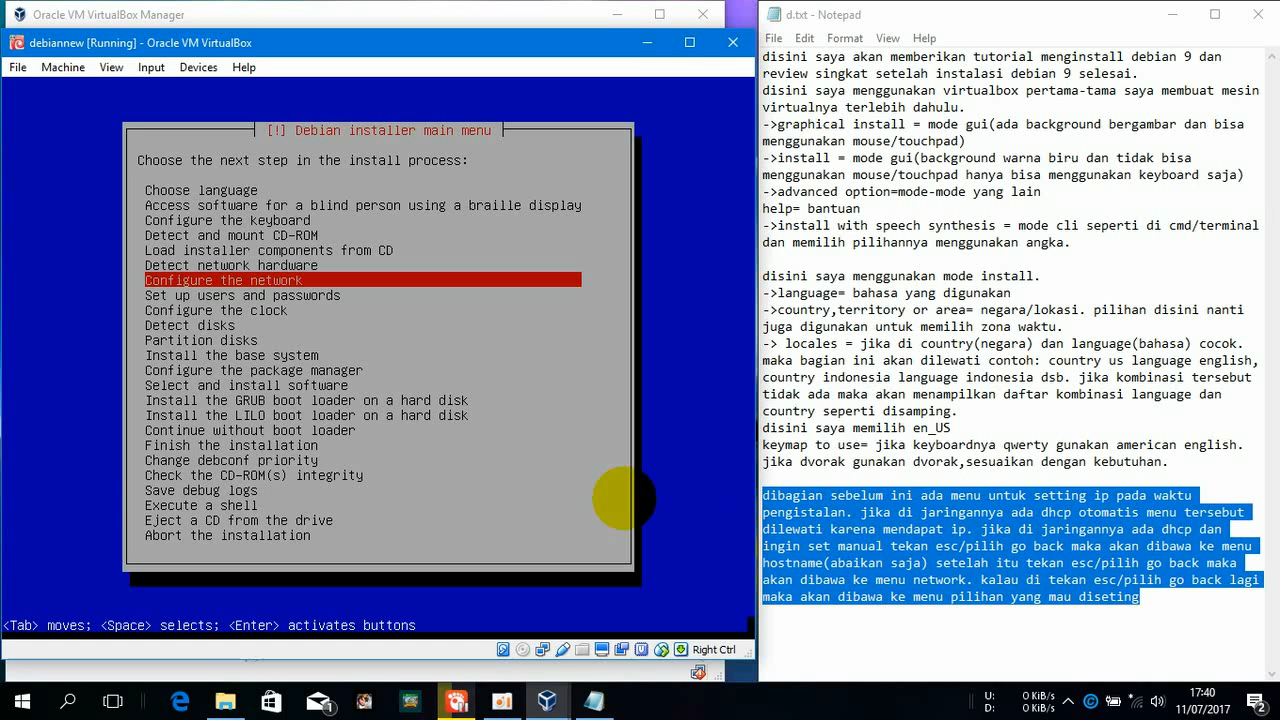 Oracle VM VirtualBox Manager
debiannew [Running] - Oracle VM VirtualBox
File Machine View Input Devices Help
[!] Debian installer main menu
Choose the next step in the install process:
Choose language
Access software for a blind person using a braille display
Configure the keyboard
Detect and mount CD-ROM
Load installer components from CD
Detect network hardware
Configure the network
Set up users and passwords
Configure the clock
Detect disks
Partition disks
Install the base system
Configure the package manager
Select and install software
Install the GRUB boot loader on a hard disk
Install the LILO boot loader on a hard disk
Continue without boot loader
Finish the installation
Change debconf priority
Check the CD-ROM(s) integrity
Save debug logs
Execute a shell
Eject a CD from the drive
Abort the installation
<Tab> moves; <Space> selects; <Enter> activates buttons
Right Ctrl
d.txt - Notepad
File Edit Format View Help
disini saya akan memberikan tutorial menginstall debian 9 dan
review singkat setelah instalasi debian 9 selesai.
disini saya menggunakan virtualbox pertama-tama saya membuat mesin
virtualnya terlebih dahulu.
->graphical install = mode gui(ada background bergambar dan bisa
menggunakan mouse/touchpad)
->install = mode gui(background warna biru dan tidak bisa
menggunakan mouse/touchpad hanya bisa menggunakan keyboard saja)
->advanced option=mode-mode yang lain
help= bantuan
->install with speech synthesis = mode cli seperti di cmd/terminal
dan memilih pilihannya menggunakan angka.
disini saya menggunakan mode install.
->language= bahasa yang digunakan
->country,territory or area= negara/lokasi. pilihan disini nanti
juga digunakan untuk memilih zona waktu.
-> locales = jika di country(negara) dan language(bahasa) cocok.
maka bagian ini akan dilewati contoh: country us language english,
country indonesia language indonesia dsb. jika kombinasi tersebut
tidak ada maka akan menampilkan daftar kombinasi language dan
country seperti disamping.
disini saya memilih en_US
keymap to use= jika keyboardnya qwerty gunakan american english.
jika dvorak gunakan dvorak,sesuaikan dengan kebutuhan.
dibagian sebelum ini ada menu untuk setting ip pada waktu
pengistalan. jika di jaringannya ada dhcp otomatis menu tersebut
dilewati karena mendapat ip. jika di jaringannya ada dhcp dan
ingin set manual tekan esc/pilih go back maka akan dibawa ke menu
hostname(abaikan saja) setelah itu tekan esc/pilih go back maka
akan dibawa ke menu network. kalau di tekan esc/pilih go back lagi
maka akan dibawa ke menu pilihan yang mau diseting
U: 0 KiB/s
D: 0 KiB/s
17:40
11/07/2017
1
2